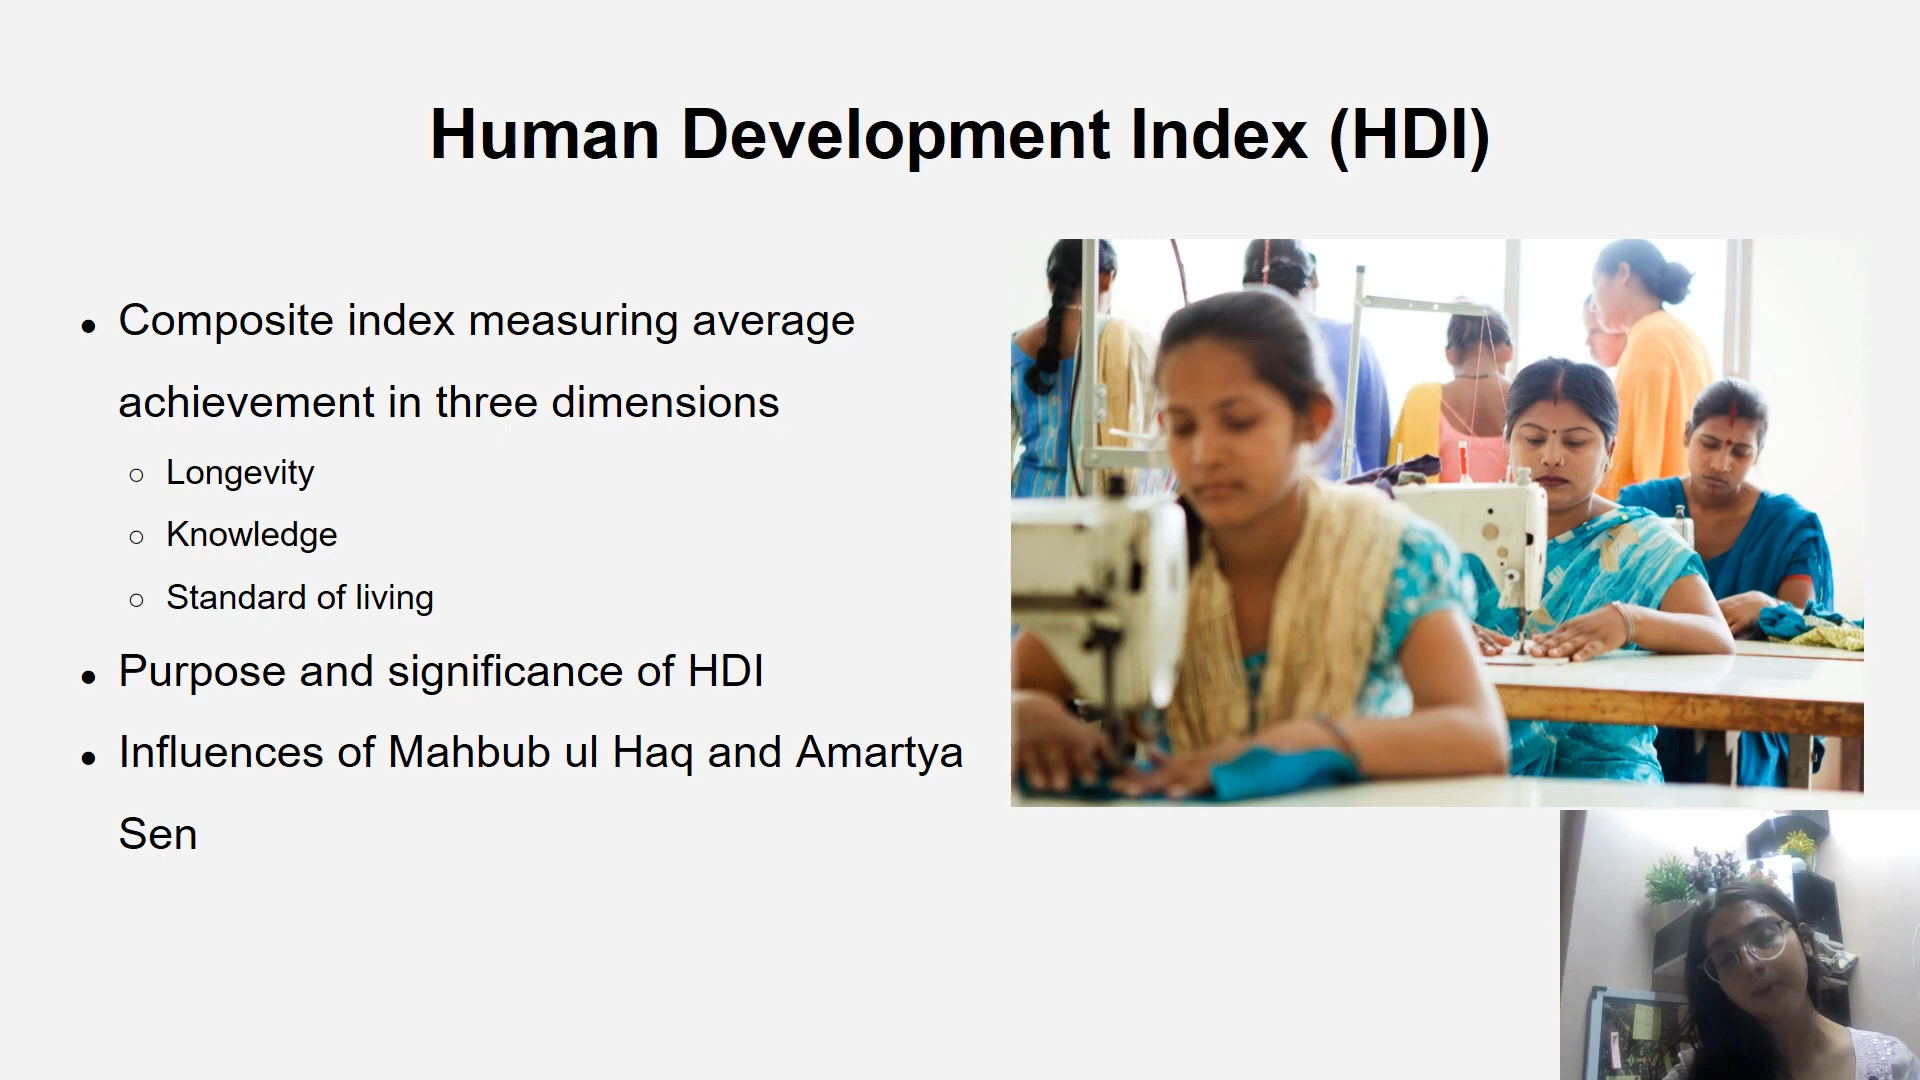 Human Development Index (HDI)
● Composite index measuring average
achievement in three dimensions
○ Longevity
○ Knowledge
○ Standard of living
● Purpose and significance of HDI
● Influences of Mahbub ul Haq and Amartya
Sen